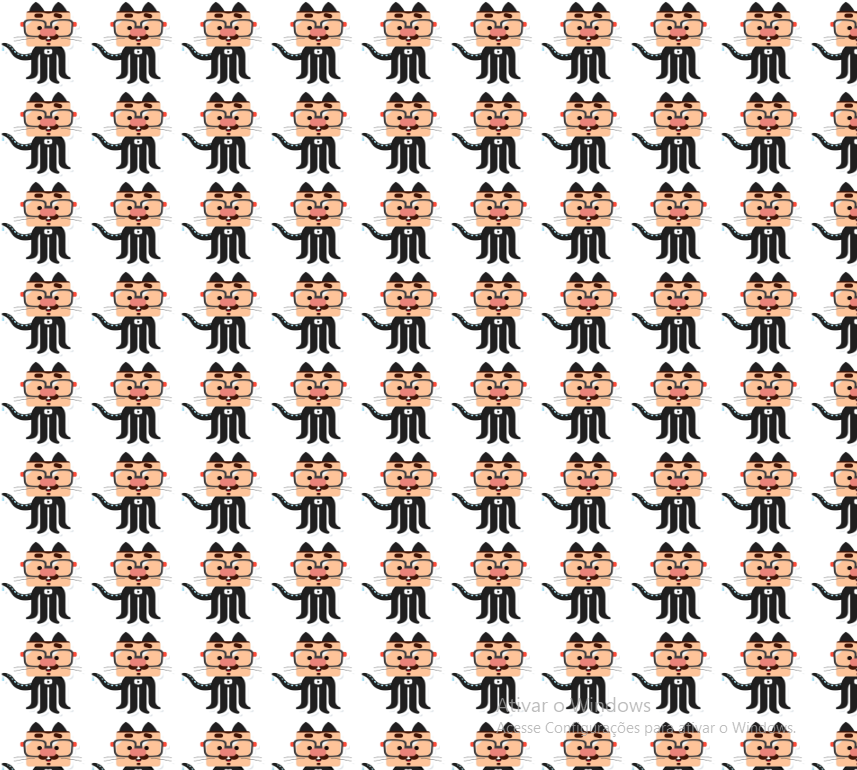 Ativar o Windows
Acesse Configurações para ativar o Windows.